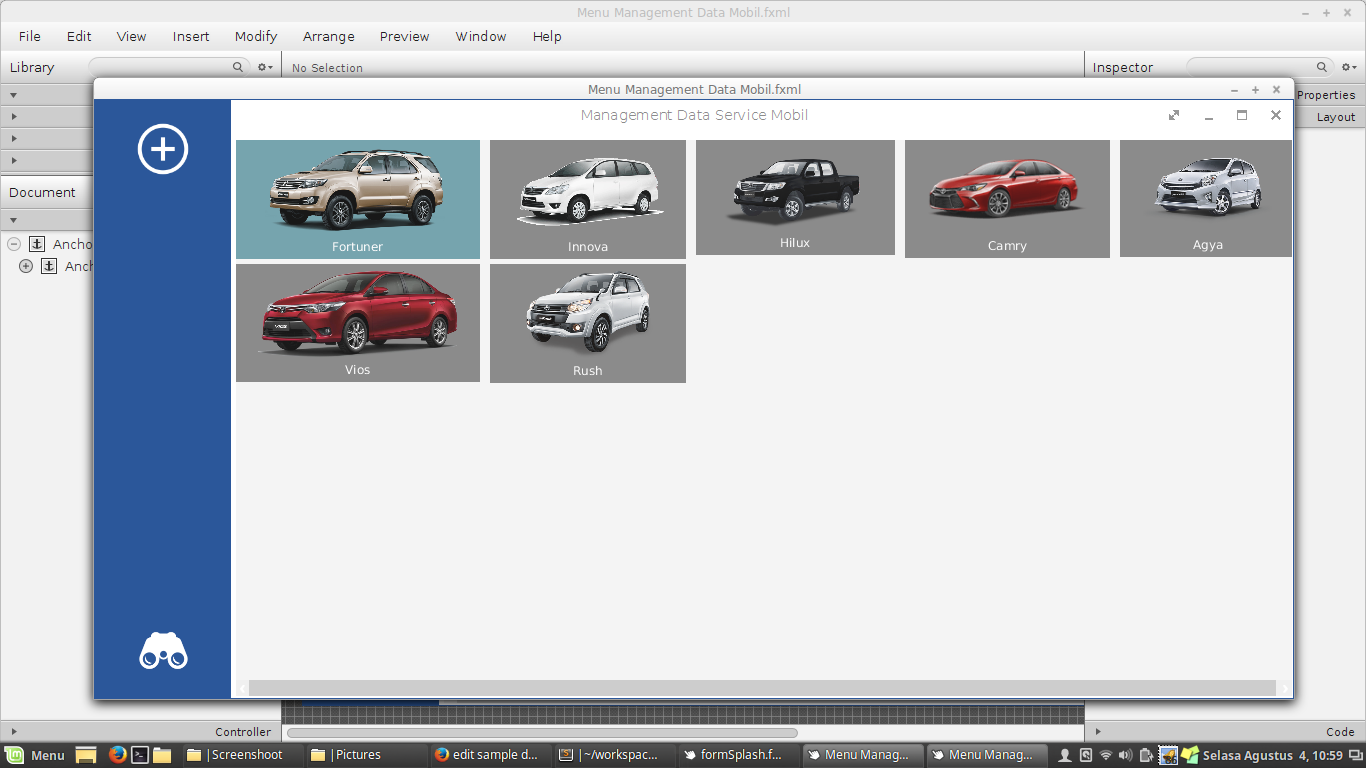 Menu Management Data Mobil.fxml
File Edit View Insert Modify Arrange Preview Window Help
Library
No Selection
Inspector
Menu Management Data Mobil.fxml
Properties
Management Data Service Mobil
Layout
Document
Ancho
Anch
Fortuner
Innova
Hilux
Camry
Agya
Vios
Rush
Controller
Code
Menu
|Screenshoot
|Pictures
edit sample d...
|~/workspac...
formSplash.f...
Menu Manag...
Menu Manag...
Selasa Agustus 4, 10:59